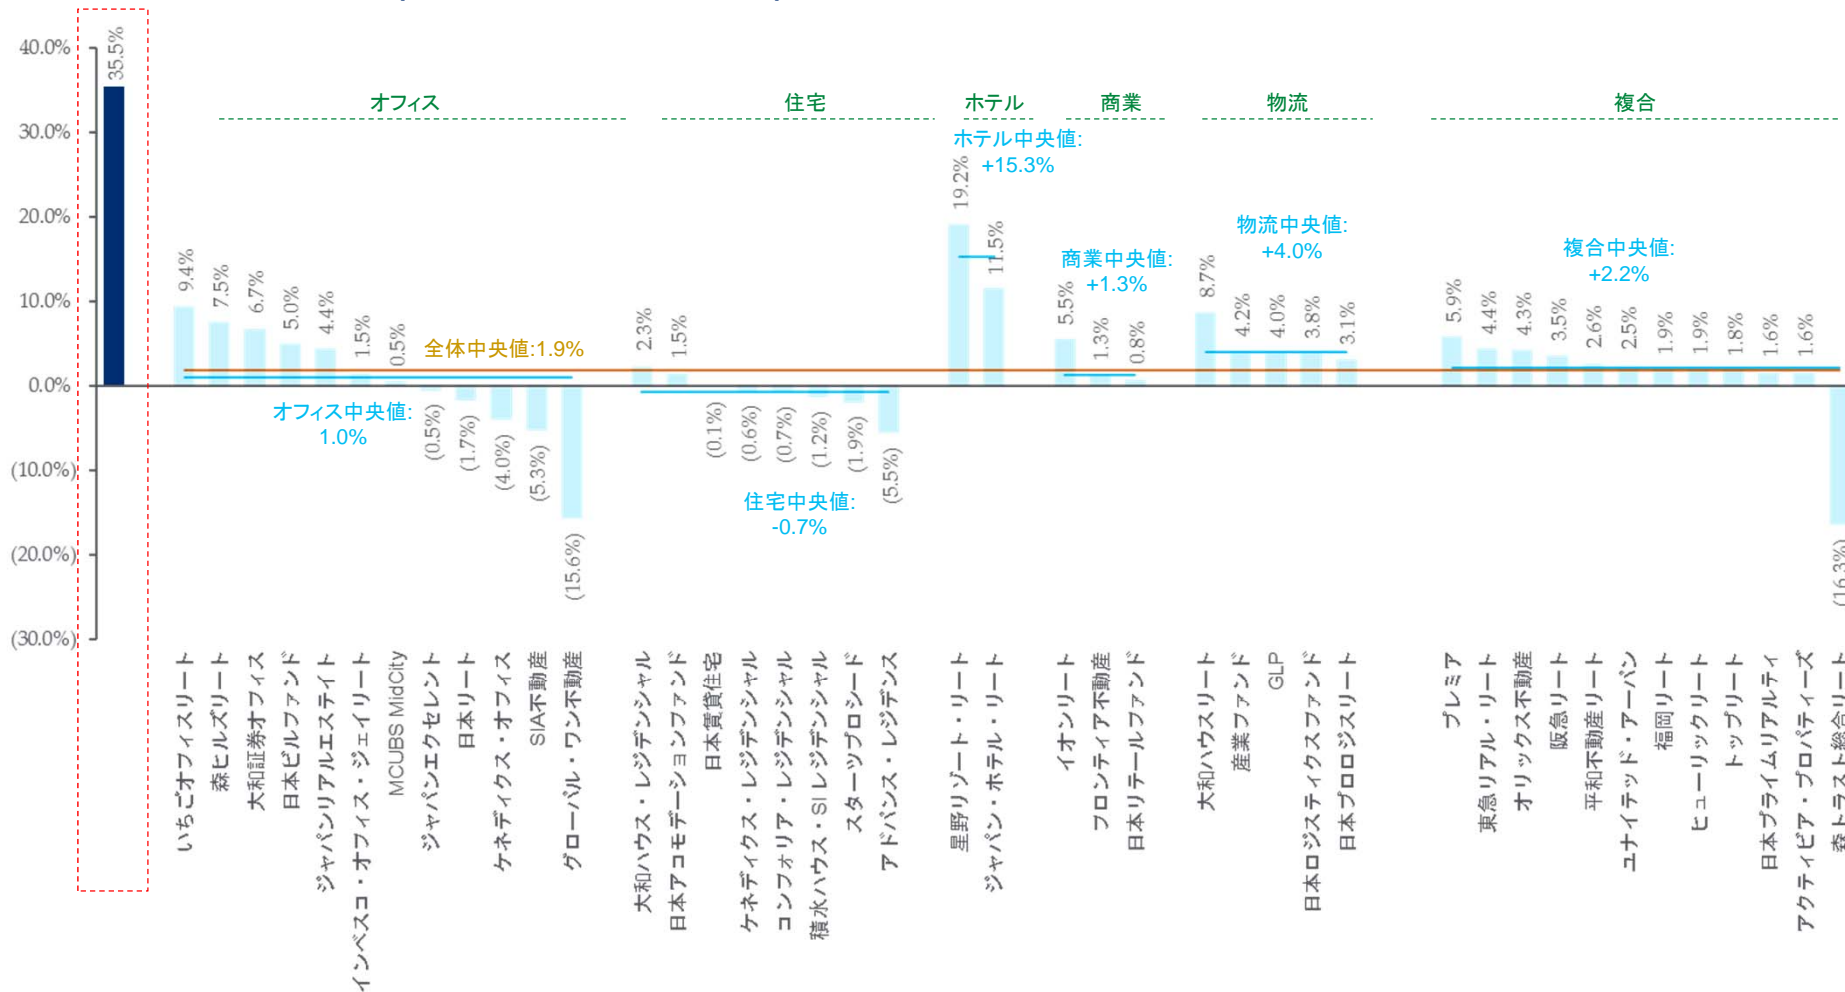 40.0%
30.0%
20.0%
10.0%
0.0%
(10.0%)
(20.0%)
(30.0%)
35.5%
オフィス
住宅
ホテル
商業
物流
複合
ホテル中央値:
+15.3%
物流中央値:
+4.0%
商業中央値:
+1.3%
複合中央値:
+2.2%
全体中央値:1.9%
オフィス中央値:
1.0%
住宅中央値:
-0.7%
9.4%
7.5%
6.7%
5.0%
4.4%
1.5%
0.5%
(0.5%)
(1.7%)
(4.0%)
(5.3%)
(15.6%)
2.3%
1.5%
(0.1%)
(0.6%)
(0.7%)
(1.2%)
(1.9%)
(5.5%)
19.2%
11.5%
5.5%
1.3%
0.8%
8.7%
4.2%
4.0%
3.8%
3.1%
5.9%
4.4%
4.3%
3.5%
2.6%
2.5%
1.9%
1.9%
1.8%
1.6%
1.6%
(16.3%)
いちごオフィスリート
森ヒルズリート
大和証券オフィス
日本ビルファンド
ジャパンリアルエステイト
インベスコ・オフィス・ジェイリート
MCUBS MidCity
ジャパンエクセレント
日本リート
ケネディクス・オフィス
SIA不動産
グローバル・ワン不動産
大和ハウス・レジデンシャル
日本アコモデーションファンド
日本賃貸住宅
ケネディクス・レジデンシャル
コンフォリア・レジデンシャル
積水ハウス・SI レジデンシャル
スターツプロシード
アドバンス・レジデンス
星野リゾート・リート
ジャパン・ホテル・リート
イオンリート
フロンティア不動産
日本リテールファンド
大和ハウスリート
産業ファンド
GLP
日本ロジスティクスファンド
日本プロロジスリート
プレミア
東急リアル・リート
オリックス不動産
阪急リート
平和不動産リート
ユナイテッド・アーバン
福岡リート
ヒューリックリート
トップリート
日本プライムリアルティ
アクティビア・プロパティーズ
森トラスト総合リート